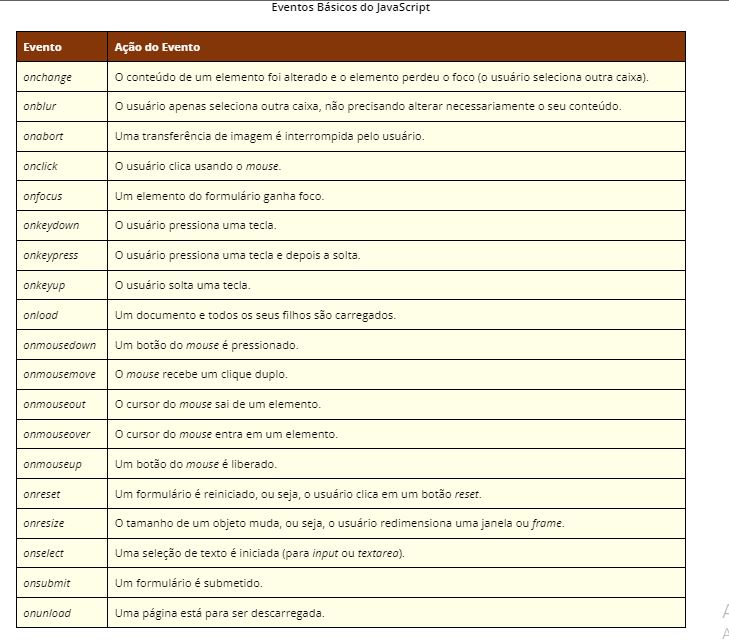 Eventos Básicos do JavaScript
Evento Ação do Evento
onchange O conteúdo de um elemento foi alterado e o elemento perdeu o foco (o usuário seleciona outra caixa).
onblur O usuário apenas seleciona outra caixa, não precisando alterar necessariamente o seu conteúdo.
onabort Uma transferência de imagem é interrompida pelo usuário.
onclick O usuário clica usando o mouse.
onfocus Um elemento do formulário ganha foco.
onkeydown O usuário pressiona uma tecla.
onkeypress O usuário pressiona uma tecla e depois a solta.
onkeyup O usuário solta uma tecla.
onload Um documento e todos os seus filhos são carregados.
onmousedown Um botão do mouse é pressionado.
onmousemove O mouse recebe um clique duplo.
onmouseout O cursor do mouse sai de um elemento.
onmouseover O cursor do mouse entra em um elemento.
onmouseup Um botão do mouse é liberado.
onreset Um formulário é reiniciado, ou seja, o usuário clica em um botão reset.
onresize O tamanho de um objeto muda, ou seja, o usuário redimensiona uma janela ou frame.
onselect Uma seleção de texto é iniciada (para input ou textarea).
onsubmit Um formulário é submetido.
onunload Uma página está para ser descarregada.
A
A